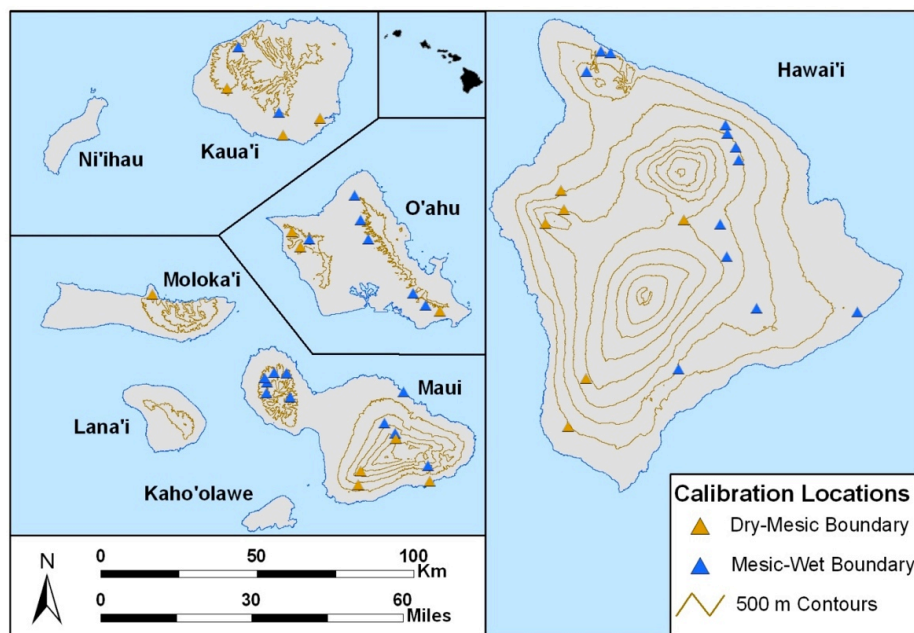 Hawai'i
Ni'ihau
Kaua'i
O'ahu
Moloka'i
Maui
Lana'i
Kaho'olawe
N
0 50 100
Km
0 30 60
Miles
Calibration Locations
Dry-Mesic Boundary
Mesic-Wet Boundary
500 m Contours